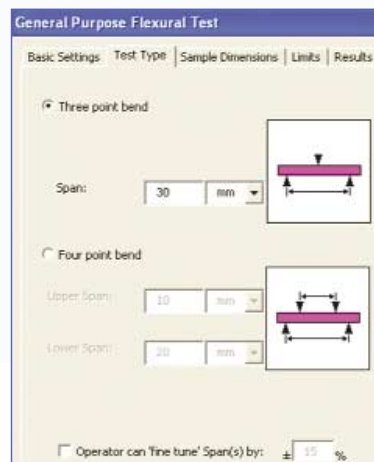 General Purpose Flexural Test
Basic Settings Test Type Sample Dimensions Limits Results
Three point bend
Span: 30 mm
Four point bend
Upper Span: 10 mm
Lower Span: 20 mm
Operator can 'fine tune' Span(s) by: ± 15 %